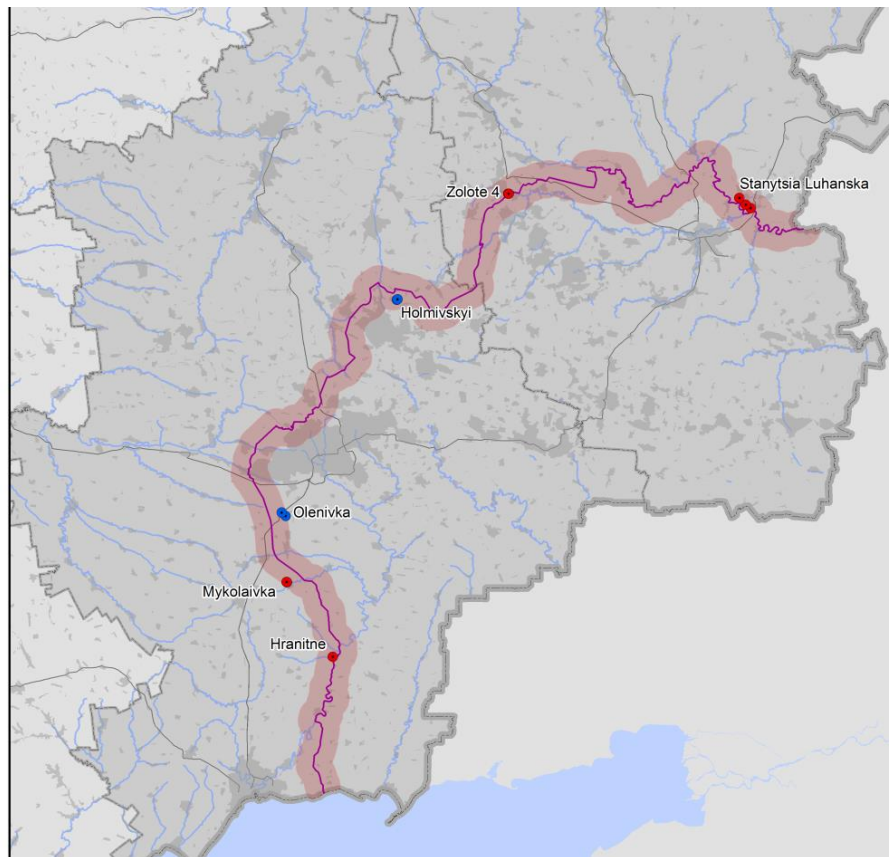 Stanytsia Luhanska
Zolote 4
Holmivskyi
Olenivka
Mykolaivka
Hranitne